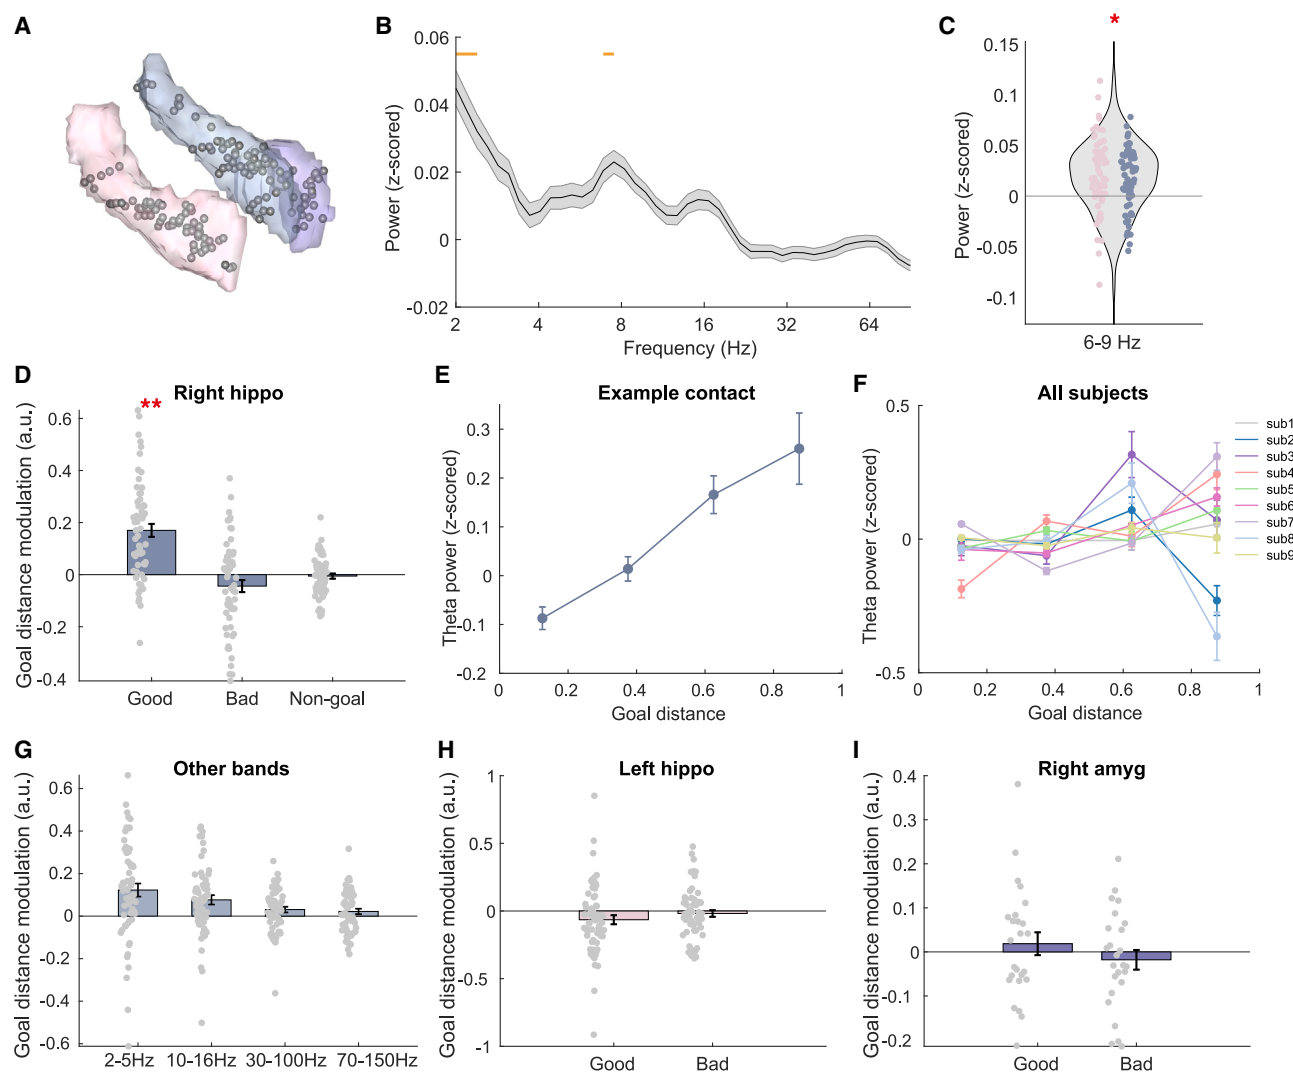 A
B
0.06
0.04
0.02
0
-0.02
Power (z-scored)
2
4
8
16
32
64
Frequency (Hz)
C
*
0.15
0.1
0.05
0
-0.05
-0.1
Power (z-scored)
6-9 Hz
D
Right hippo
**
0.6
0.4
0.2
0
-0.2
-0.4
Goal distance modulation (a.u.)
Good
Bad
Non-goal
E
Example contact
0.3
0.2
0.1
0
-0.1
-0.2
Theta power (z-scored)
0
0.2
0.4
0.6
0.8
1
Goal distance
F
All subjects
0.5
0
-0.5
Theta power (z-scored)
0
0.2
0.4
0.6
0.8
1
Goal distance
sub1
sub2
sub3
sub4
sub5
sub6
sub7
sub8
sub9
G
Other bands
0.6
0.4
0.2
0
-0.2
-0.4
-0.6
Goal distance modulation (a.u.)
2-5Hz
10-16Hz
30-100Hz
70-150Hz
H
Left hippo
1
0.5
0
-0.5
-1
Goal distance modulation (a.u.)
Good
Bad
I
Right amyg
0.4
0.3
0.2
0.1
0
-0.1
-0.2
Goal distance modulation (a.u.)
Good
Bad